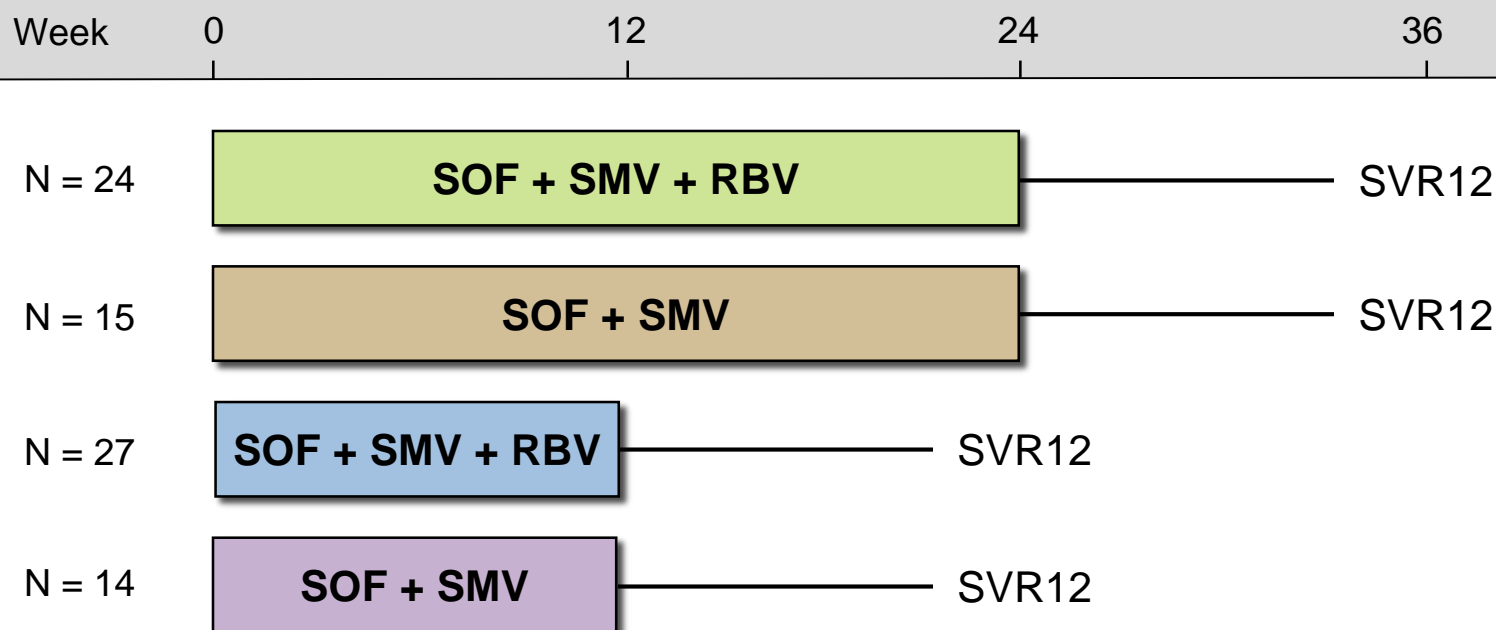 Week 0 12 24 36
N = 24 SOF + SMV + RBV SVR12
N = 15 SOF + SMV SVR12
N = 27 SOF + SMV + RBV SVR12
N = 14 SOF + SMV SVR12